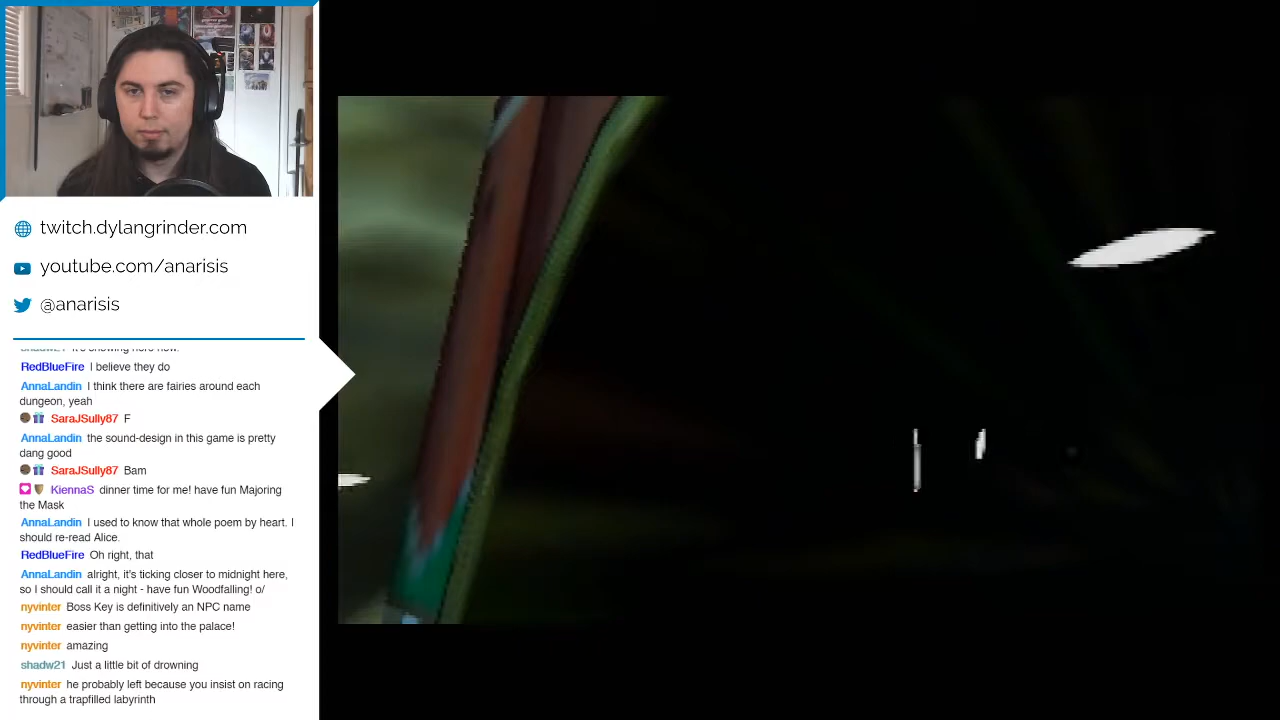 twitch.dylangrinder.com
youtube.com/anarisis
@anarisis
RedBlueFire I believe they do
AnnaLandin I think there are fairies around each
dungeon, yeah
SaraJSully87 F
AnnaLandin the sound-design in this game is pretty
dang good
SaraJSully87 Bam
KiennaS dinner time for me! have fun Majoring
the Mask
AnnaLandin I used to know that whole poem by heart. I
should re-read Alice.
RedBlueFire Oh right, that
AnnaLandin alright, it's ticking closer to midnight here,
so I should call it a night - have fun Woodfalling! o/
nyvinter Boss Key is definitively an NPC name
nyvinter easier than getting into the palace!
nyvinter amazing
shadw21 Just a little bit of drowning
nyvinter he probably left because you insist on racing
through a trapfilled labyrinth